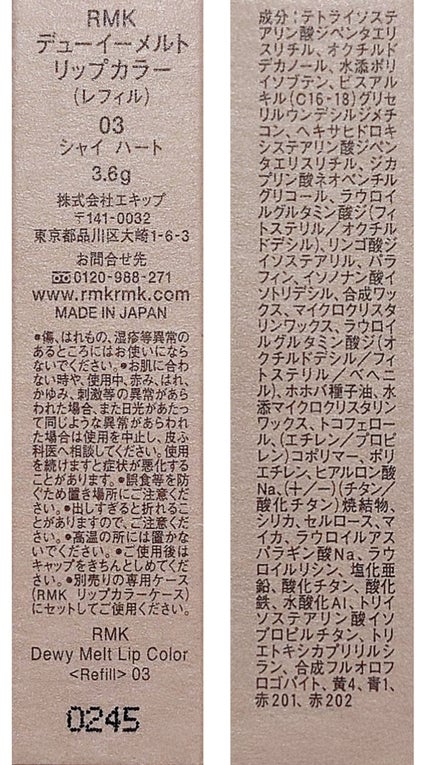 RMK
デューイーメルト
リップカラー
(レフィル)
03
シャイ ハート
3.6g
株式会社エキップ
〒141-0032
東京都品川区大崎1-6-3
お問合せ先
0120-988-271
www.rmkrmk.com
MADE IN JAPAN
●傷、はれもの、湿疹等異常の
あるところにはお使いになら
ないでください。●お肌に合わ
ない時や、使用中、赤み、はれ、
かゆみ、刺激等の異常があら
われた場合、また日光があたっ
て同じような異常があらわれ
た場合は使用を中止し、皮ふ
科医へ相談してください。使用
を続けますと症状が悪化する
ことがあります。●誤食等を防
ぐため置き場所にご注意くだ
さい。●出しすぎると折れるこ
とがありますので、ご注意くだ
さい。●高温の所には置かな
いでください。●ご使用後は
キャップをきちんとしめてくだ
さい。●別売りの専用ケース
(RMK リップカラーケース)
にセットしてご使用ください。
RMK
Dewy Melt Lip Color
<Refill> 03
0245
成分：テトライソステ
アリン酸ジペンタエリ
スリチル、オクチルド
デカノール、水添ポリ
イソブテン、ビスアル
キル(C16-18)グリセ
リルウンデシルジメチ
コン、ヘキサヒドロキ
システアリン酸ジペン
タエリスリチル、ジカ
プリン酸ネオペンチル
グリコール、ラウロイ
ルグルタミン酸ジ(フィ
トステリル／オクチル
ドデシル)、リンゴ酸ジ
イソステアリル、パラ
フィン、イソノナン酸イ
ソトリデシル、合成ワッ
クス、マイクロクリスタ
リンワックス、ラウロイ
ルグルタミン酸ジ(オ
クチルドデシル／フィ
トステリル／ベヘニ
ル)、ホホバ種子油、水
添マイクロクリスタリン
ワックス、トコフェロー
ル、(エチレン／プロピ
レン)コポリマー、ポリ
エチレン、ヒアルロン酸
Na、(＋/－)(チタン／
酸化チタン)焼結物、
シリカ、セルロース、マ
イカ、ラウロイルアス
パラギン酸Na、ラウ
ロイルリシン、塩化亜
鉛、酸化チタン、酸化
鉄、水酸化Al、トリイ
ソステアリン酸イソ
プロピルチタン、トリ
エトキシカプリリルシ
ラン、合成フルオロフ
ロゴパイト、黄4、青1、
赤201、赤202